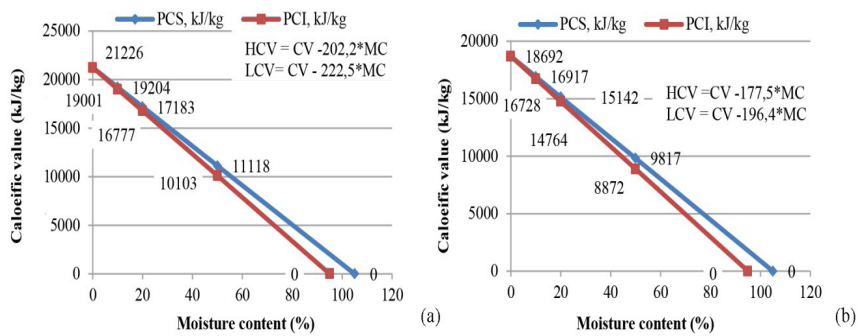 PCS, kJ/kg PCI, kJ/kg
25000
20000
15000
10000
5000
0
Caloeific value (kJ/kg)
21226
19204
19001
17183
16777
11118
10103
0 0
HCV = CV -202,2*MC
LCV = CV - 222,5*MC
0 20 40 60 80 100 120
Moisture content (%)
(a)
PCS, kJ/kg PCI, kJ/kg
20000
15000
10000
5000
0
Caloeific value (kJ/kg)
18692
16917
16728
15142
14764
9817
8872
0 0
HCV =CV -177,5*MC
LCV = CV -196,4*MC
0 20 40 60 80 100 120
Moisture content (%)
(b)